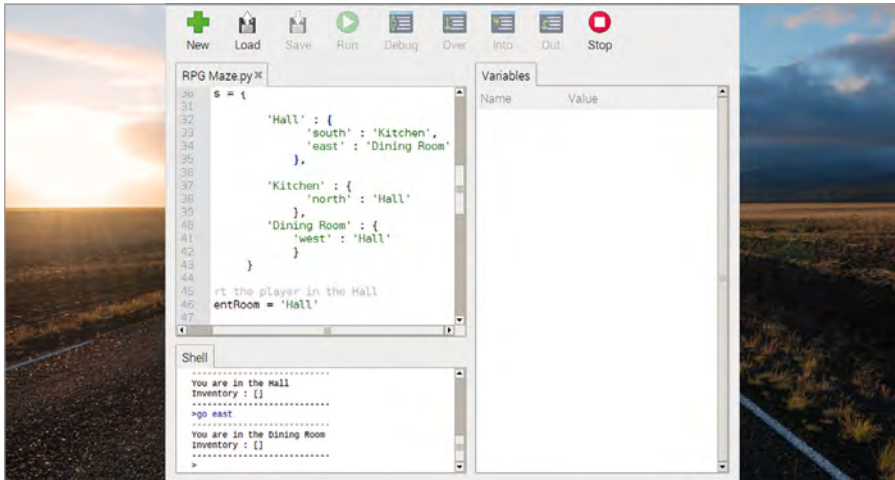 New Load Save Run Debug Over Into Out Stop
RPG Maze.py
Variables
Name Value
30 s = {
31
32 'Hall' : {
33 'south' : 'Kitchen',
34 'east' : 'Dining Room'
35 },
36
37 'Kitchen' : {
38 'north' : 'Hall'
39 },
40 'Dining Room' : {
41 'west' : 'Hall'
42 }
43 }
44
45 rt the player in the Hall
46 entRoom = 'Hall'
47
Shell
---------------------------
You are in the Hall
Inventory : []
---------------------------
>go east
---------------------------
You are in the Dining Room
Inventory : []
---------------------------
>